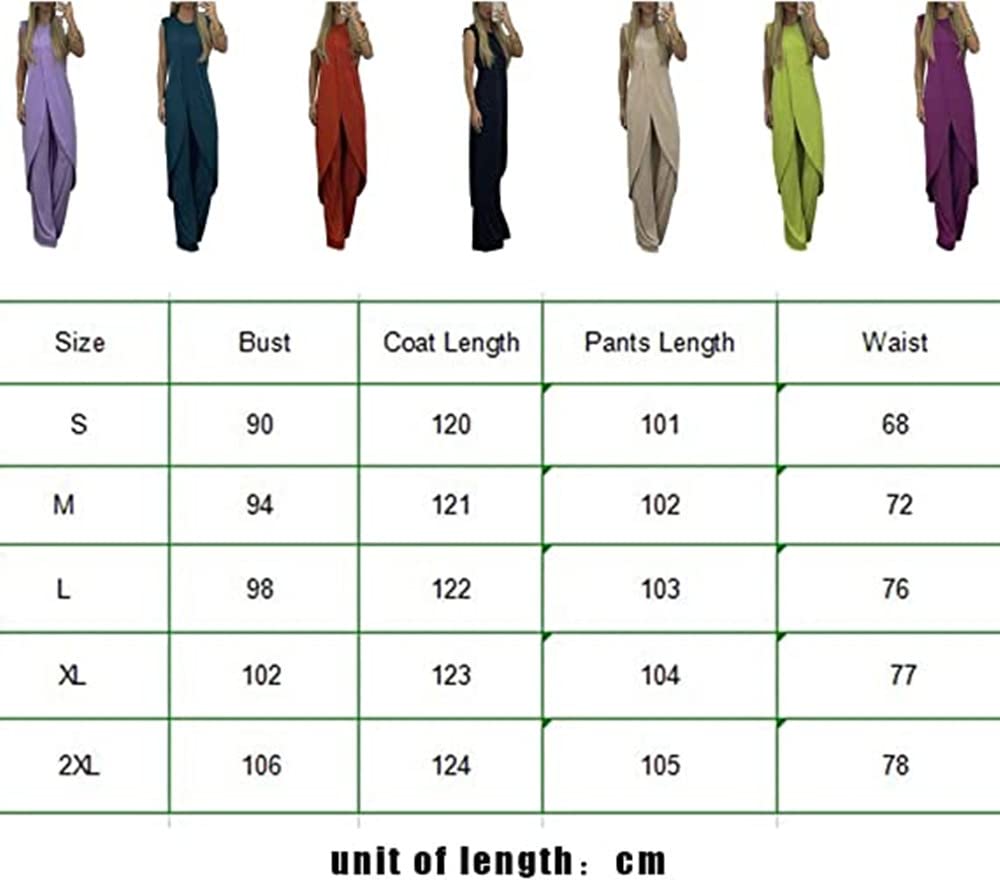 Size Bust Coat Length Pants Length Waist
S 90 120 101 68
M 94 121 102 72
L 98 122 103 76
XL 102 123 104 77
2XL 106 124 105 78
unit of length： cm